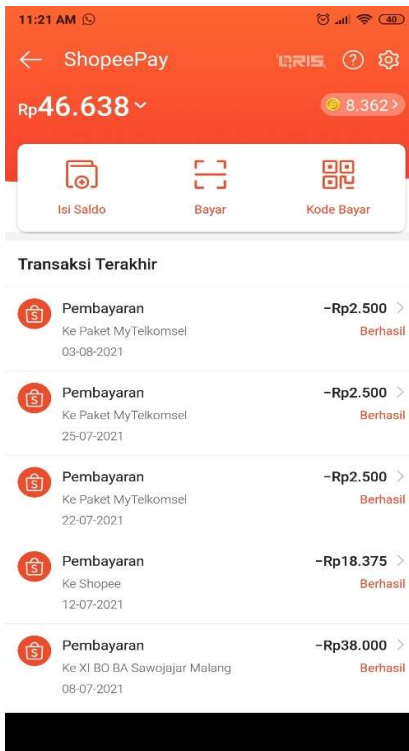 11:21 AM
40
ShopeePay
QRIS
?
Rp46.638
8.362 >
Isi Saldo
Bayar
Kode Bayar
Transaksi Terakhir
Pembayaran
−Rp2.500
Ke Paket MyTelkomsel
Berhasil
03-08-2021
Pembayaran
−Rp2.500
Ke Paket MyTelkomsel
Berhasil
25-07-2021
Pembayaran
−Rp2.500
Ke Paket MyTelkomsel
Berhasil
22-07-2021
Pembayaran
−Rp18.375
Ke Shopee
Berhasil
12-07-2021
Pembayaran
−Rp38.000
Ke XI BO BA Sawojajar Malang
Berhasil
08-07-2021